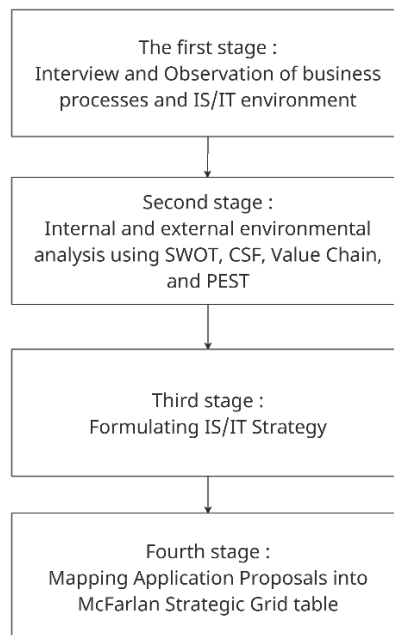 The first stage :
Interview and Observation of business
processes and IS/IT environment
Second stage :
Internal and external environmental
analysis using SWOT, CSF, Value Chain,
and PEST
Third stage :
Formulating IS/IT Strategy
Fourth stage :
Mapping Application Proposals into
McFarlan Strategic Grid table